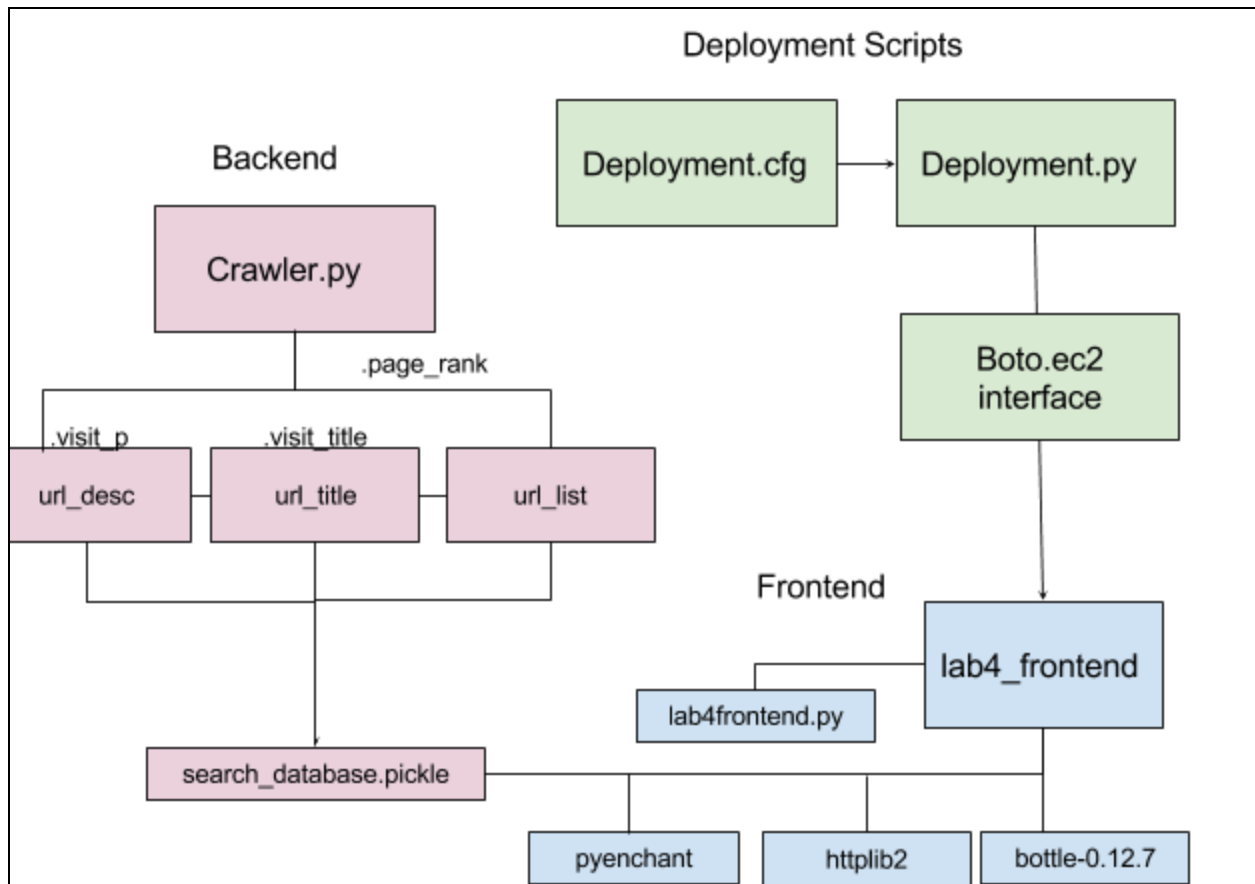 Deployment Scripts
Deployment.cfg
Deployment.py
Backend
Crawler.py
.page_rank
Boto.ec2
interface
.visit_p
.visit_title
url_desc
url_title
url_list
Frontend
lab4_frontend
lab4frontend.py
search_database.pickle
pyenchant
httplib2
bottle-0.12.7